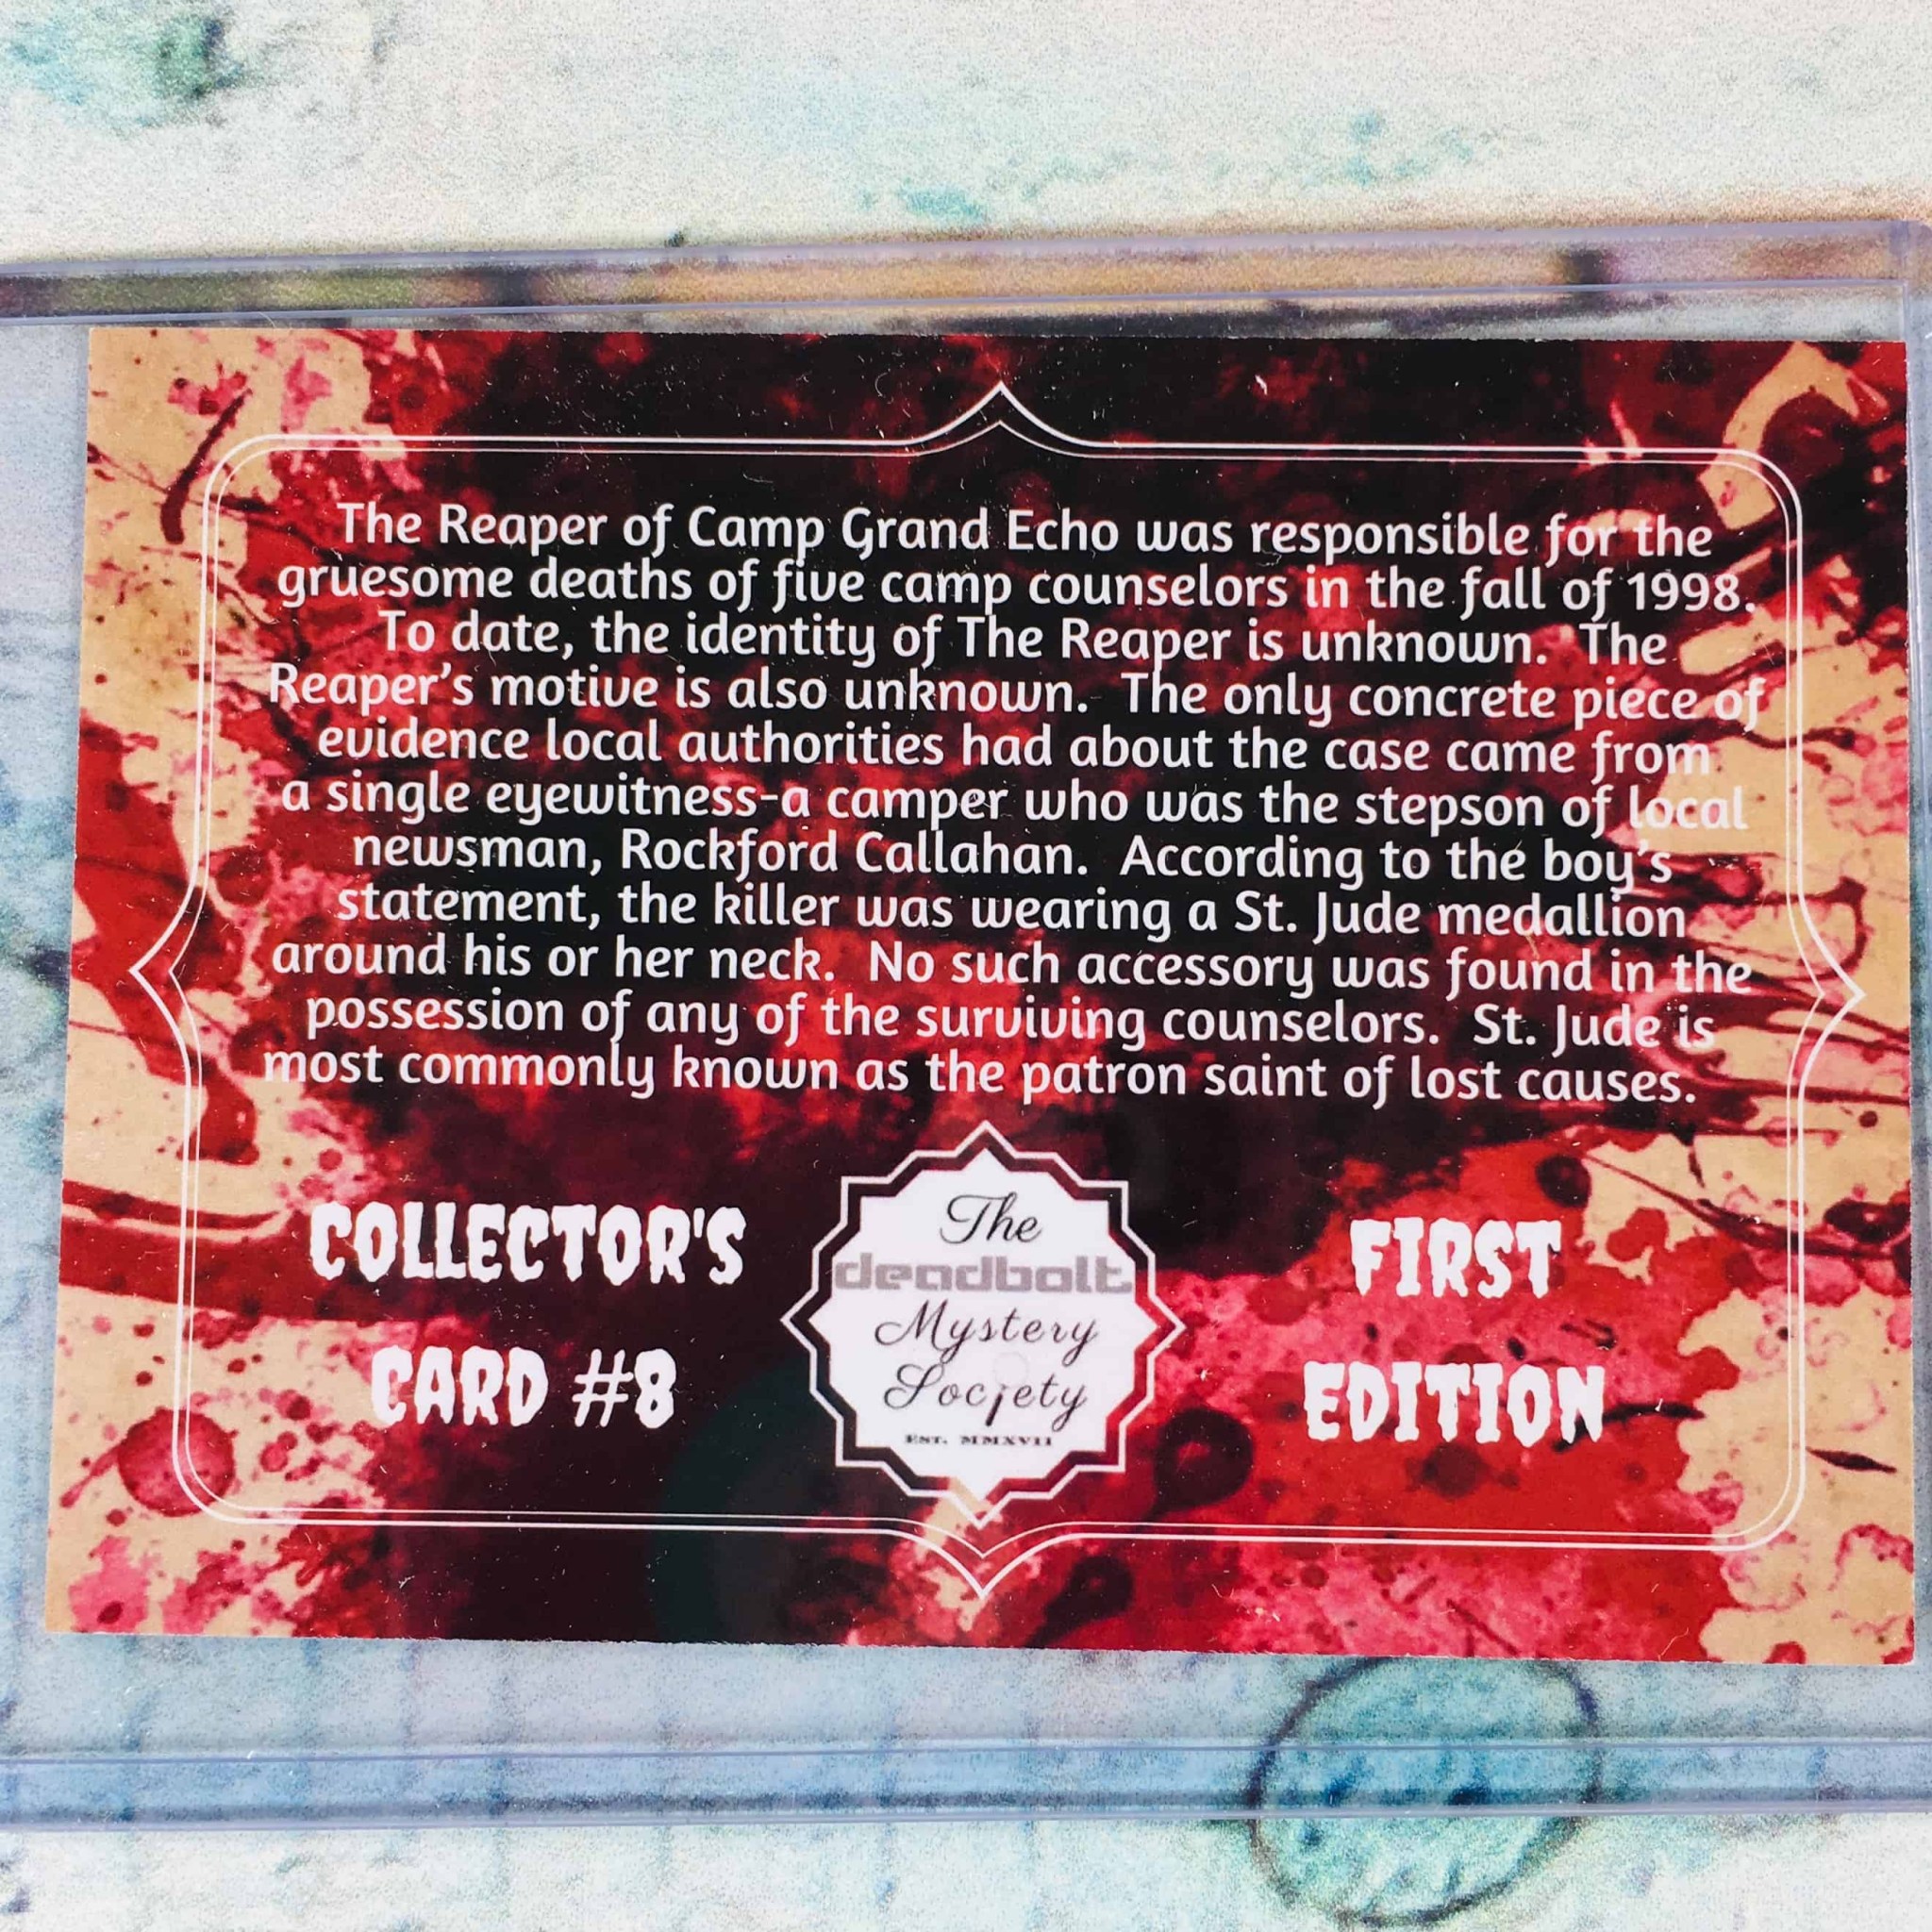 The Reaper of Camp Grand Echo was responsible for the
gruesome deaths of five camp counselors in the fall of 1998.
To date, the identity of The Reaper is unknown.  The
Reaper's motive is also unknown.  The only concrete piece of
evidence local authorities had about the case came from
a single eyewitness-a camper who was the stepson of local
newsman, Rockford Callahan.  According to the boy's
statement, the killer was wearing a St. Jude medallion
around his or her neck.  No such accessory was found in the
possession of any of the surviving counselors.  St. Jude is
most commonly known as the patron saint of lost causes.
COLLECTOR'S
CARD #8
The
deadbolt
Mystery
Society
EST. MMXVII
FIRST
EDITION